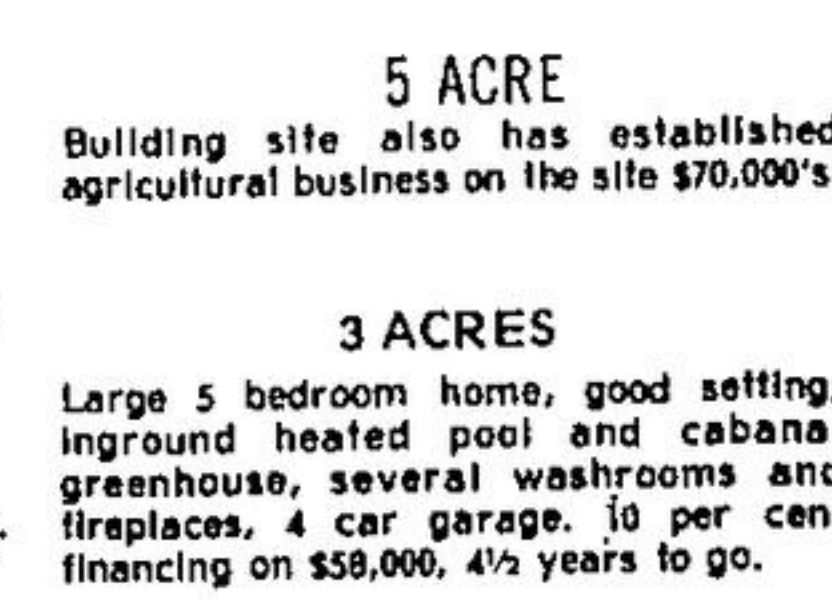 5 ACRE
Building site also has established
agricultural business on the site $70,000's
3 ACRES
Large 5 bedroom home, good setting,
inground heated pool and cabana
greenhouse, several washrooms and
fireplaces, 4 car garage. 10 per cen
financing on $58,000, 4½ years to go.